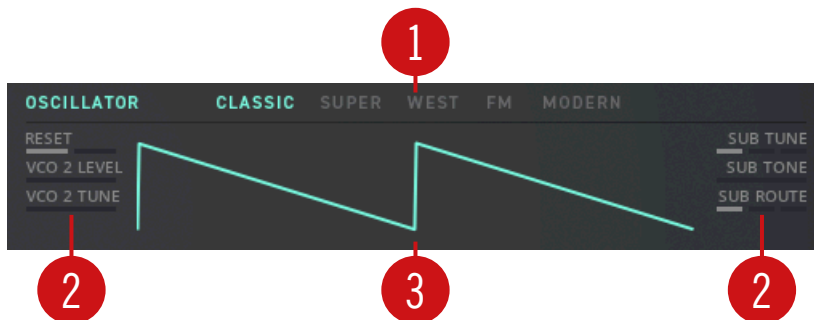 1
OSCILLATOR CLASSIC SUPER WEST FM MODERN
RESET SUB TUNE
VCO 2 LEVEL SUB TONE
VCO 2 TUNE SUB ROUTE
2 3 2